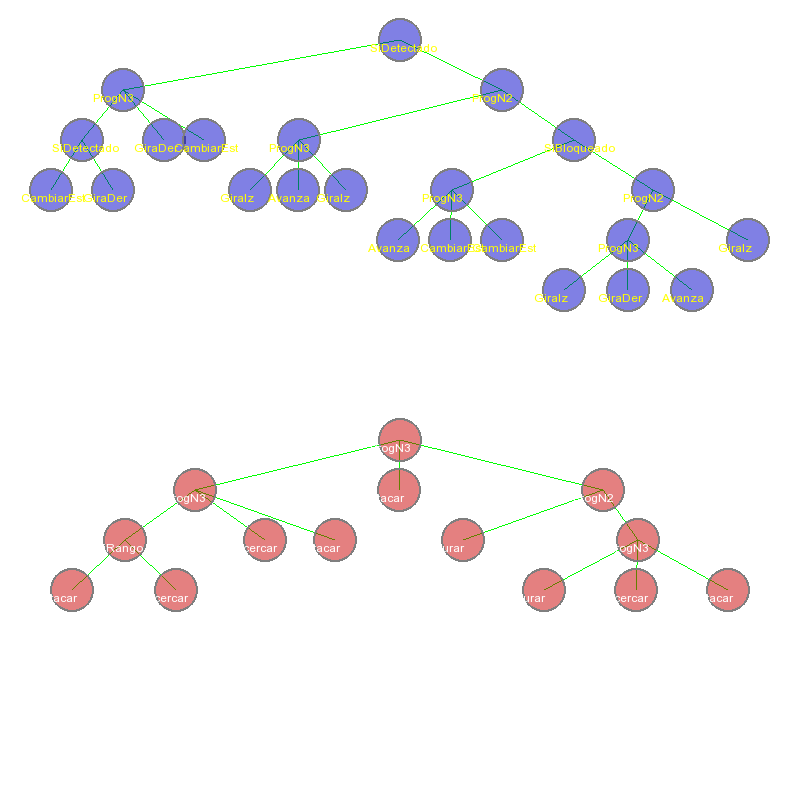 SiDetectado
ProgN3
ProgN2
SiDetectado
GiraDe
CambiarEst
ProgN3
SiBloqueado
CambiarEst
GiraDer
GiraIz
Avanza
GiraIz
ProgN3
ProgN2
Avanza
CambiarEst
CambiarEst
ProgN3
GiraIz
GiraIz
GiraDer
Avanza
rogN3
rogN3
tacar
rogN2
Rango
cercar
tacar
urar
rogN3
tacar
cercar
urar
cercar
tacar